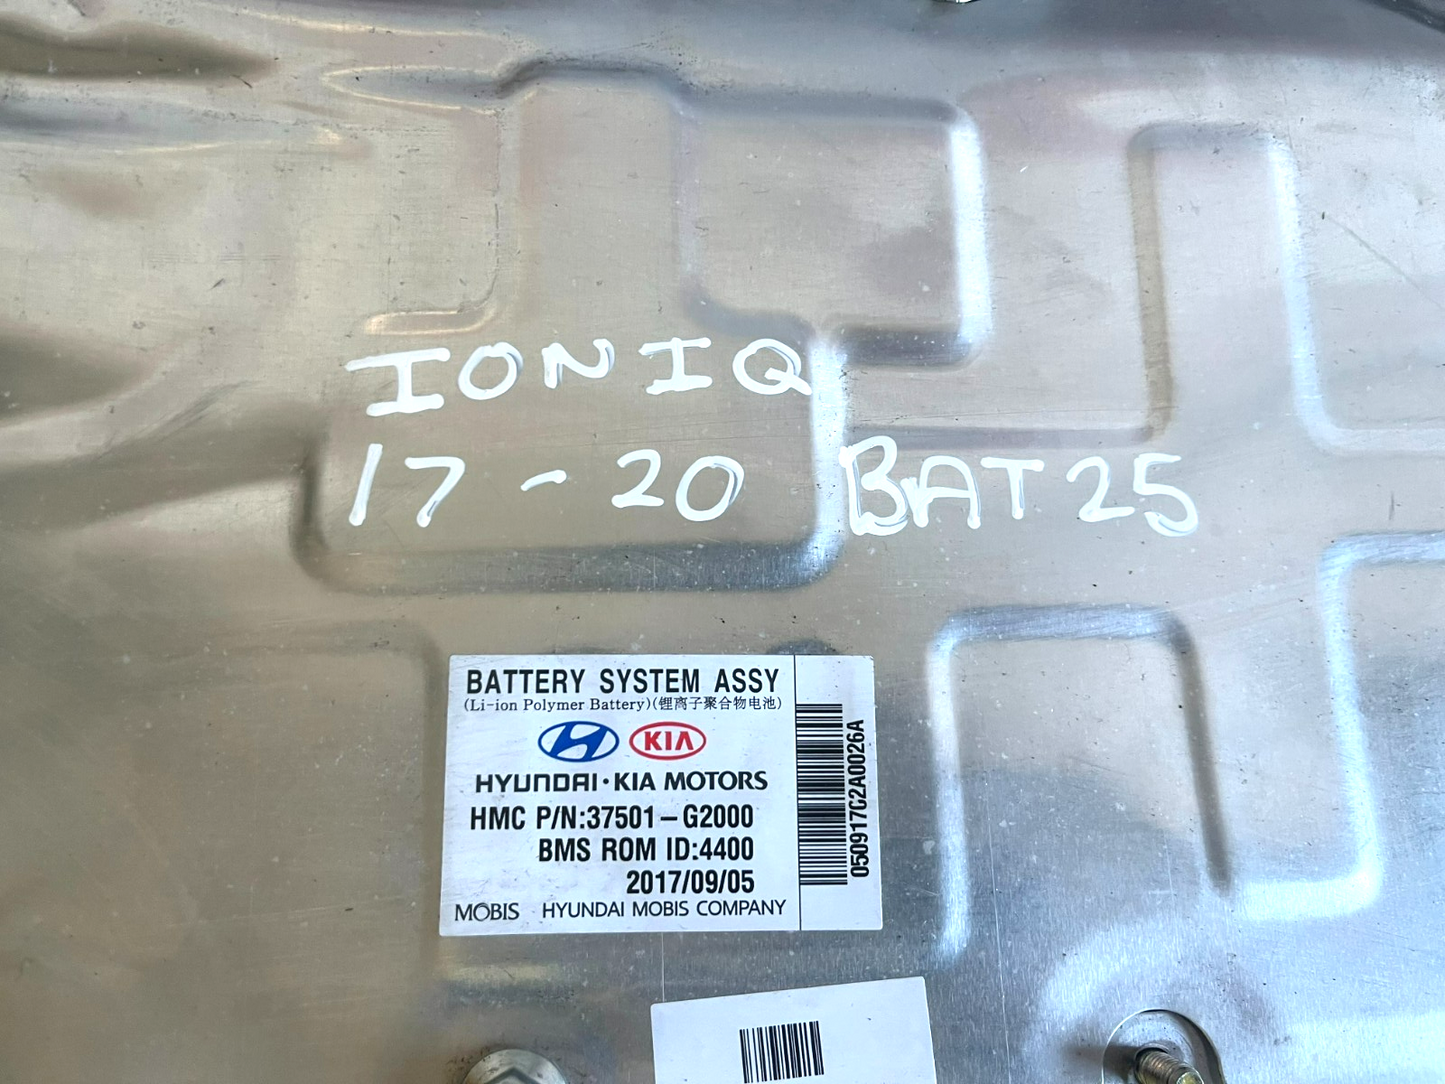 IONIQ
17-20 BAT25
BATTERY SYSTEM ASSY
(Li-ion Polymer Battery)(锂离子聚合物电池)
KIA
HYUNDAI·KIA MOTORS
HMC P/N:37501-G2000
BMS ROM ID:4400
2017/09/05
MOBIS HYUNDAI MOBIS COMPANY
050917C2A0026A